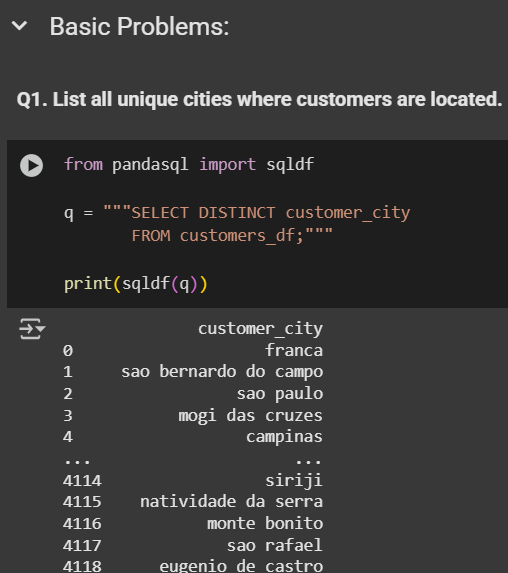 Basic Problems:
Q1. List all unique cities where customers are located.
from pandasql import sqldf
q = """SELECT DISTINCT customer_city
FROM customers_df;"""
print(sqldf(q))
customer_city
0 franca
1 sao bernardo do campo
2 sao paulo
3 mogi das cruzes
4 campinas
... ...
4114 siriji
4115 natividade da serra
4116 monte bonito
4117 sao rafael
4118 eugenio de castro